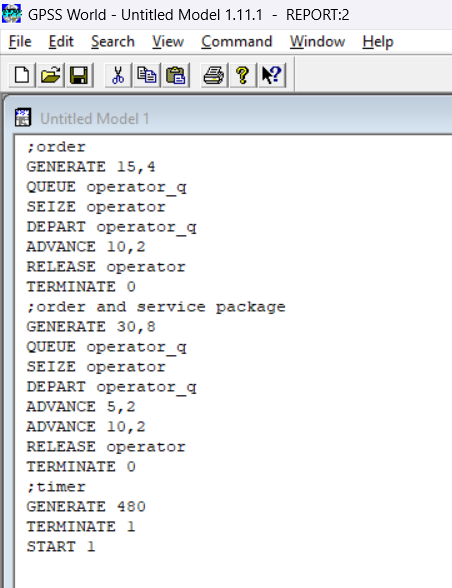 GPSS World - Untitled Model 1.11.1 - REPORT:2
File Edit Search View Command Window Help
Untitled Model 1
;order
GENERATE 15,4
QUEUE operator_q
SEIZE operator
DEPART operator_q
ADVANCE 10,2
RELEASE operator
TERMINATE 0
;order and service package
GENERATE 30,8
QUEUE operator_q
SEIZE operator
DEPART operator_q
ADVANCE 5,2
ADVANCE 10,2
RELEASE operator
TERMINATE 0
;timer
GENERATE 480
TERMINATE 1
START 1